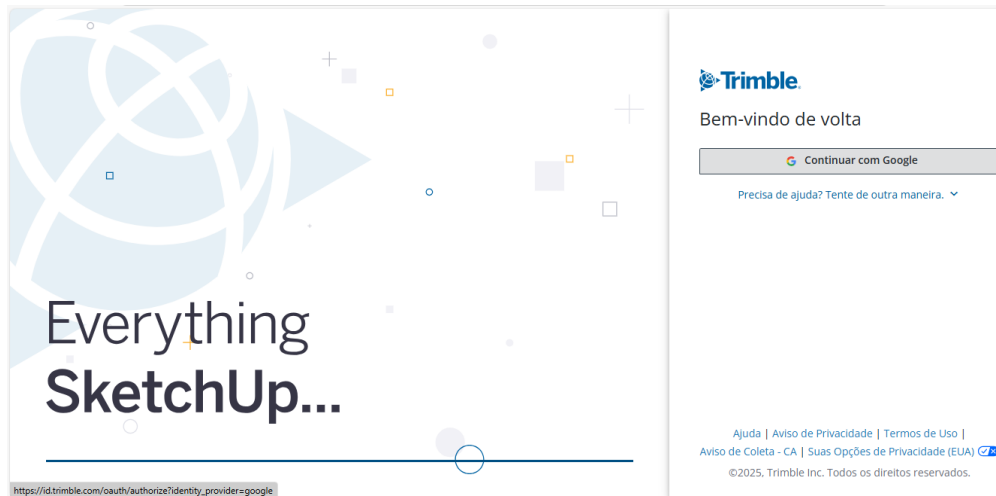 Everything
SketchUp...
https://id.trimble.com/oauth/authorize?identity_provider=google
Trimble.
Bem-vindo de volta
Continuar com Google
Precisa de ajuda? Tente de outra maneira.
Ajuda | Aviso de Privacidade | Termos de Uso |
Aviso de Coleta - CA | Suas Opções de Privacidade (EUA)
©2025, Trimble Inc. Todos os direitos reservados.